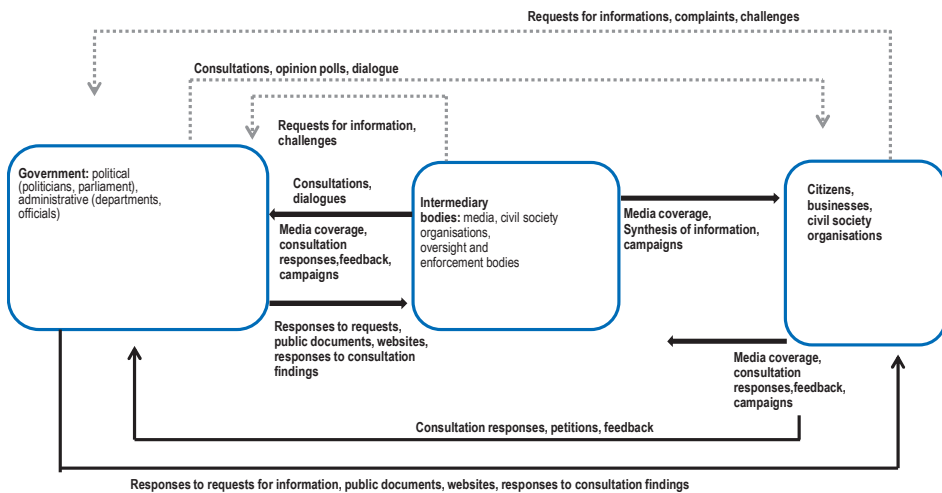 Requests for informations, complaints, challenges
Consultations, opinion polls, dialogue
Requests for information,
challenges
Government: political
(politicians, parliament),
administrative (departments,
officials)
Consultations,
dialogues
Media coverage,
consultation
responses,feedback,
campaigns
Responses to requests,
public documents, websites,
responses to consultation
findings
Intermediary
bodies: media, civil society
organisations,
oversight and
enforcement bodies
Media coverage,
Synthesis of information,
campaigns
Citizens,
businesses,
civil society
organisations
Media coverage,
consultation
responses,feedback,
campaigns
Consultation responses, petitions, feedback
Responses to requests for information, public documents, websites, responses to consultation findings